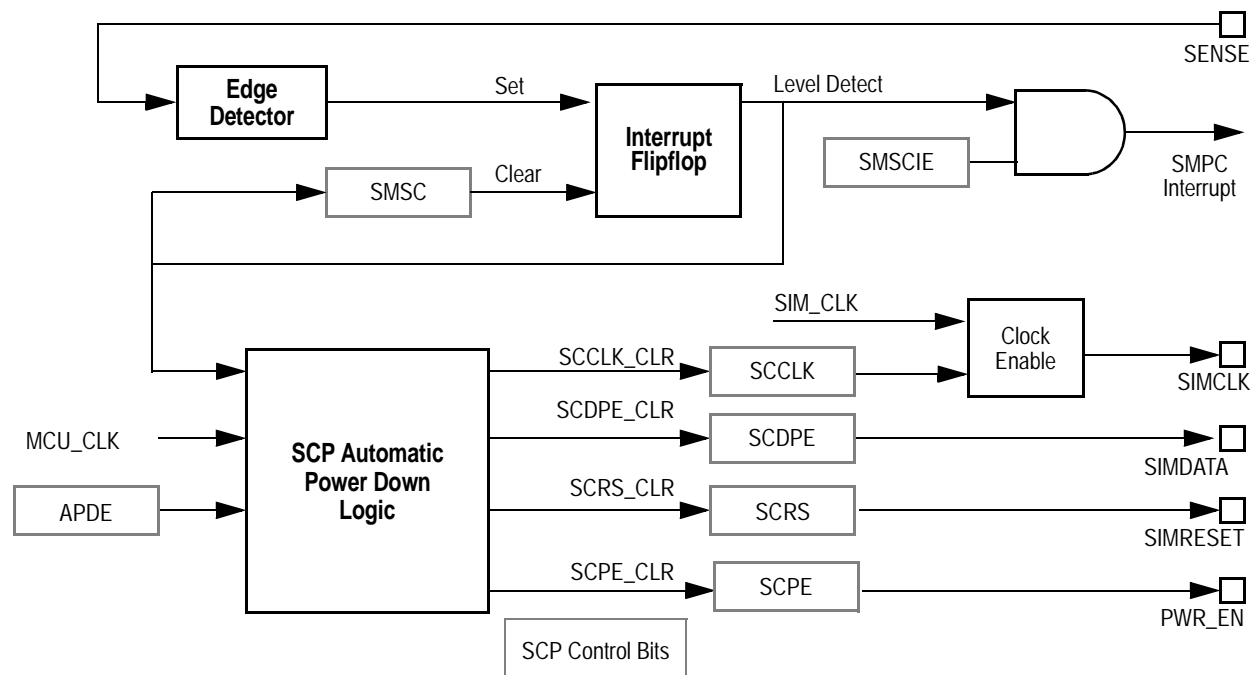 SENSE
Edge
Detector
Set
Level Detect
Interrupt
Flipflop
SMSCIE
SMPC
Interrupt
SMSC
Clear
SIM_CLK
Clock
Enable
SIMCLK
SCCLK_CLR
SCCLK
SCDPE_CLR
SCDPE
SIMDATA
MCU_CLK
SCP Automatic
Power Down
Logic
APDE
SCRS_CLR
SCRS
SIMRESET
SCPE_CLR
SCPE
PWR_EN
SCP Control Bits